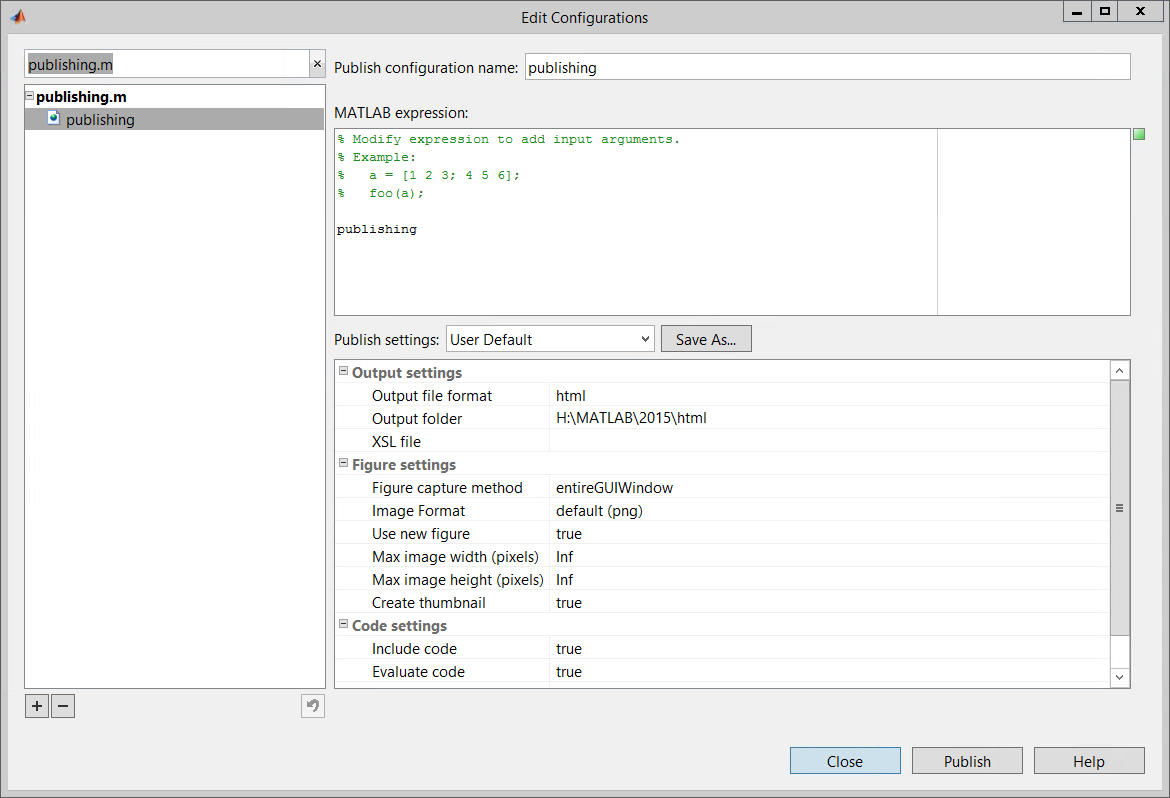 Edit Configurations
publishing.m
publishing.m
publishing
Publish configuration name: publishing
MATLAB expression:
% Modify expression to add input arguments.
% Example:
%   a = [1 2 3; 4 5 6];
%   foo(a);
publishing
Publish settings: User Default Save As...
Output settings
Output file format html
Output folder H:\MATLAB\2015\html
XSL file
Figure settings
Figure capture method entireGUIWindow
Image Format default (png)
Use new figure true
Max image width (pixels) Inf
Max image height (pixels) Inf
Create thumbnail true
Code settings
Include code true
Evaluate code true
Close Publish Help